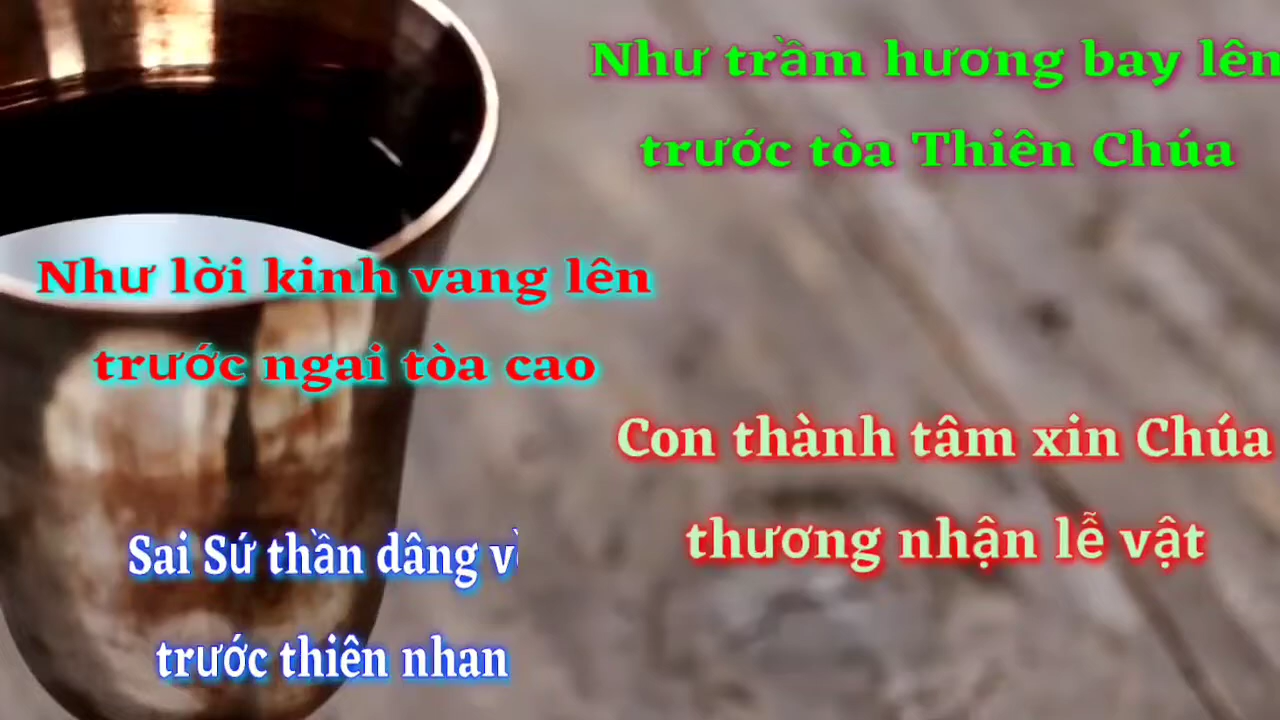 Như trầm hương bay lên
trước tòa Thiên Chúa
Như lời kinh vang lên
trước ngai tòa cao
Con thành tâm xin Chúa
thương nhận lễ vật
Sai Sứ thần dâng về
trước thiên nhan